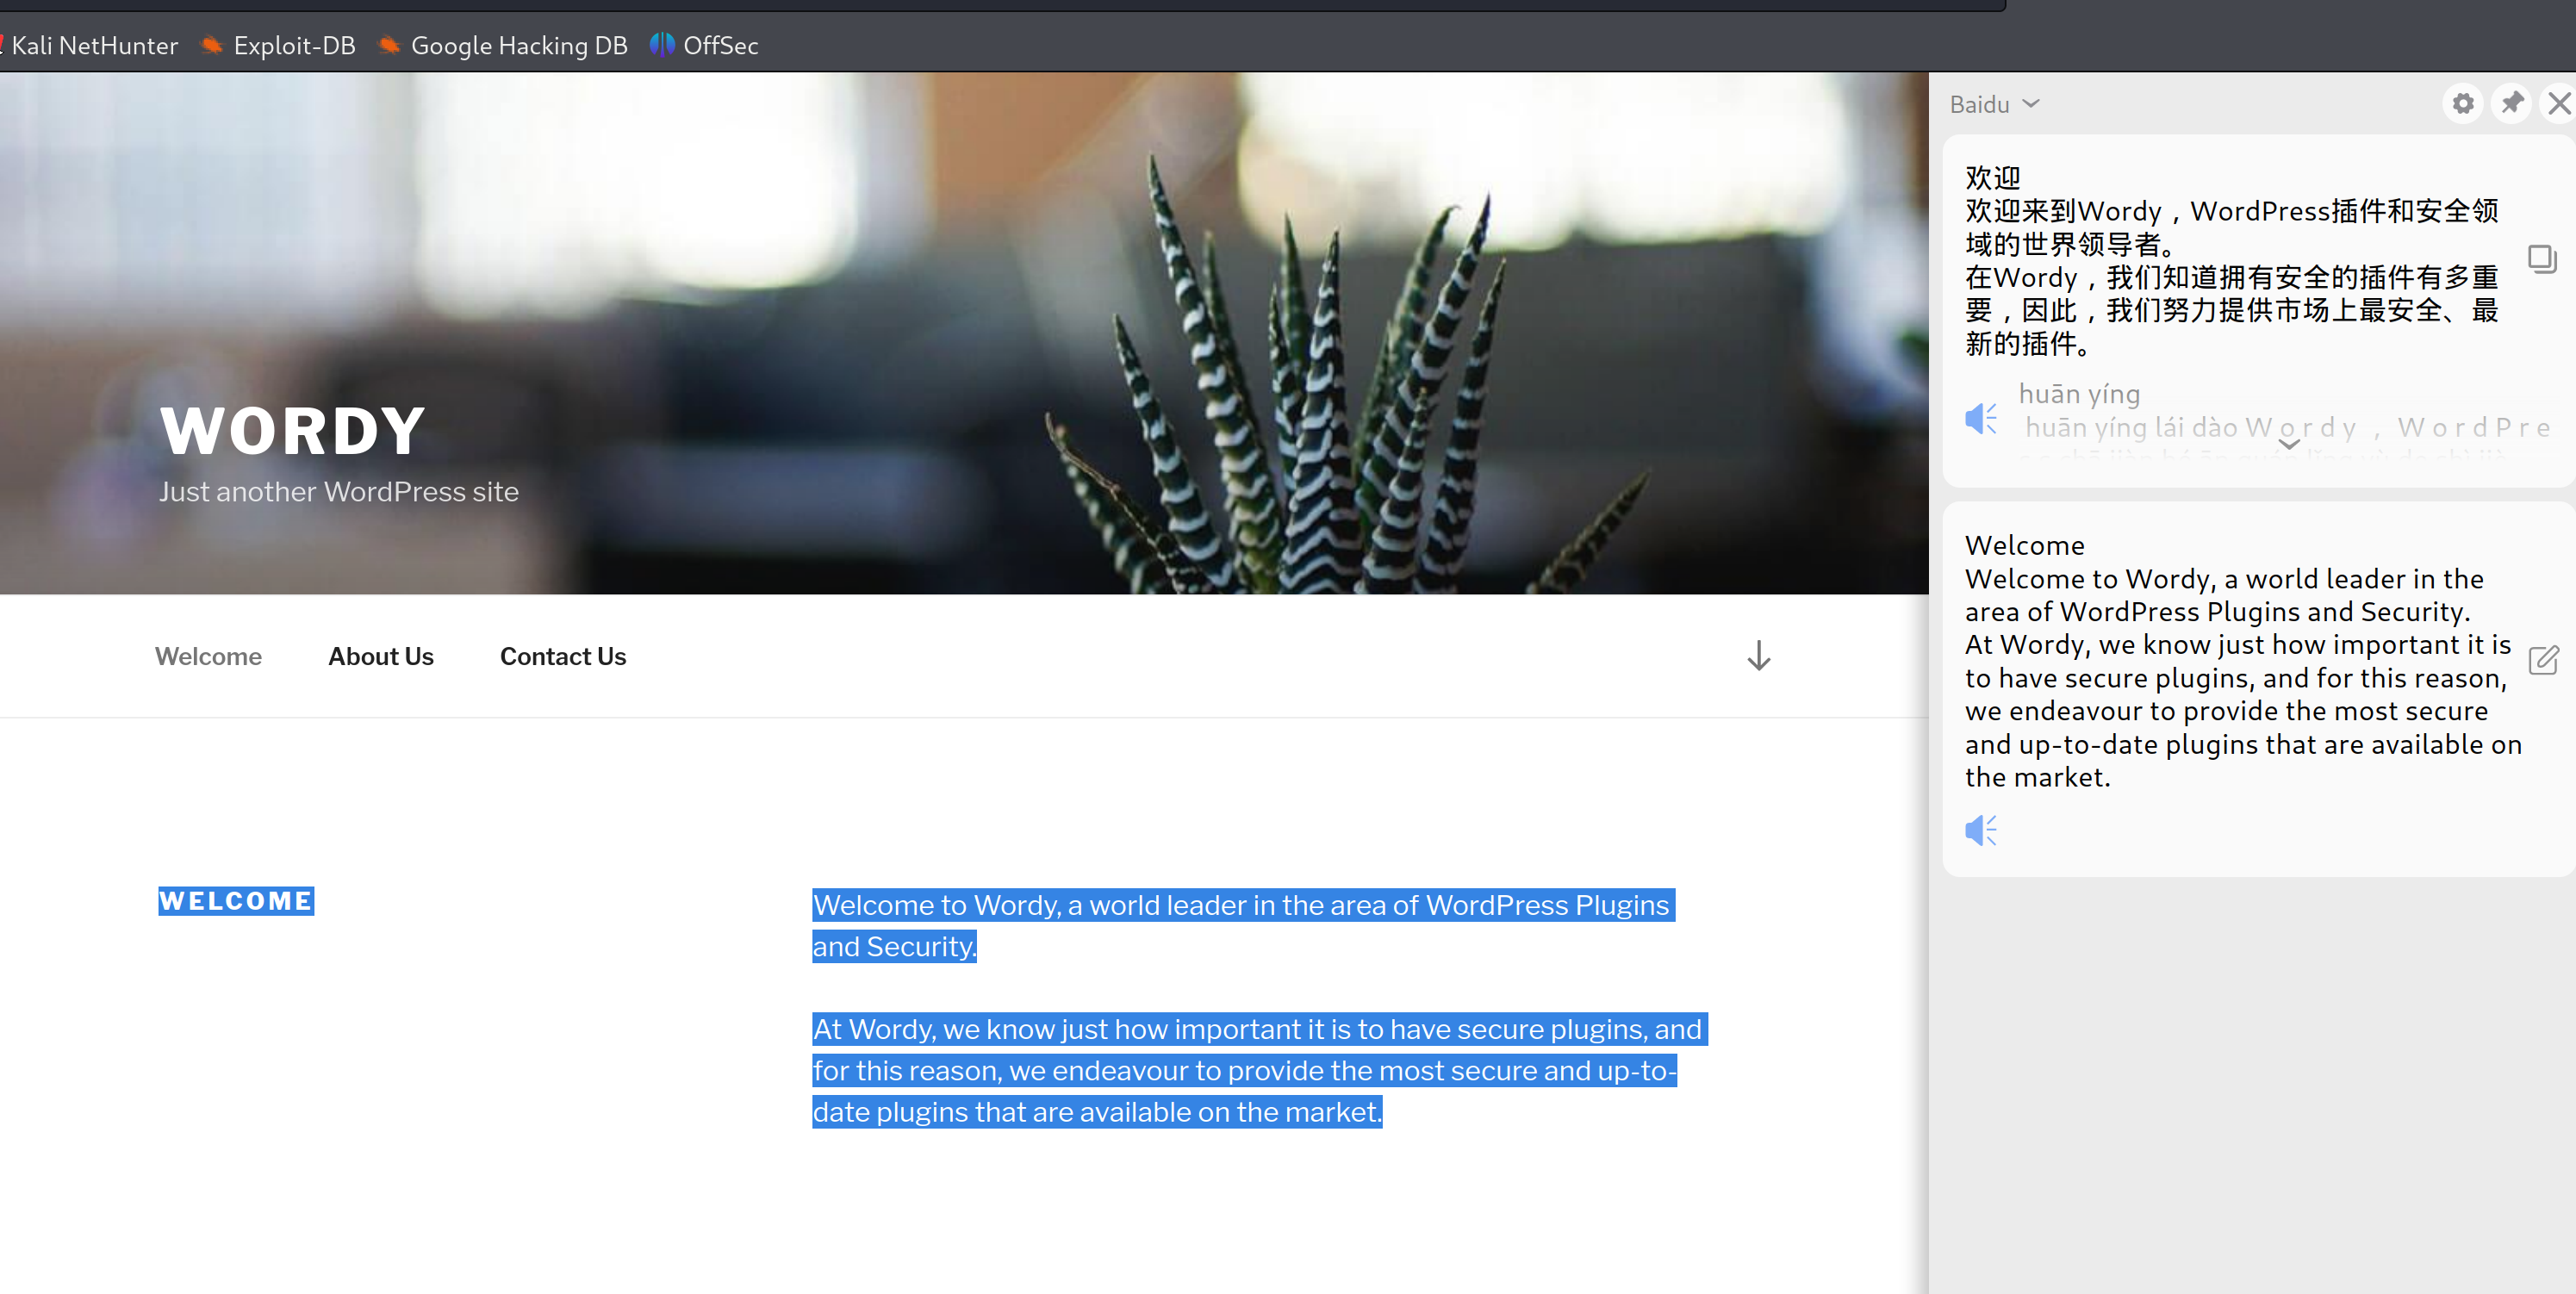 Kali NetHunter Exploit-DB Google Hacking DB OffSec
WORDY
Just another WordPress site
Welcome About Us Contact Us
WELCOME
Welcome to Wordy, a world leader in the area of WordPress Plugins
and Security.
At Wordy, we know just how important it is to have secure plugins, and
for this reason, we endeavour to provide the most secure and up-to-
date plugins that are available on the market.
Baidu
欢迎
欢迎来到Wordy，WordPress插件和安全领
域的世界领导者。
在Wordy，我们知道拥有安全的插件有多重
要，因此，我们努力提供市场上最安全、最
新的插件。
huān yíng
huān yíng lái dào W o r d y ， W o r d P r e
Welcome
Welcome to Wordy, a world leader in the
area of WordPress Plugins and Security.
At Wordy, we know just how important it is
to have secure plugins, and for this reason,
we endeavour to provide the most secure
and up-to-date plugins that are available on
the market.